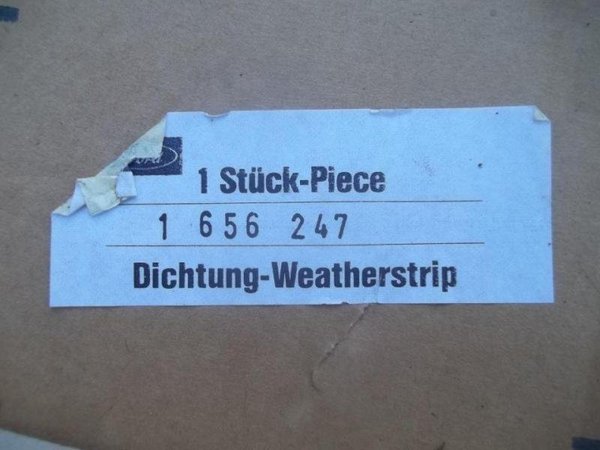 1 Stück-Piece
1 656 247
Dichtung-Weatherstrip